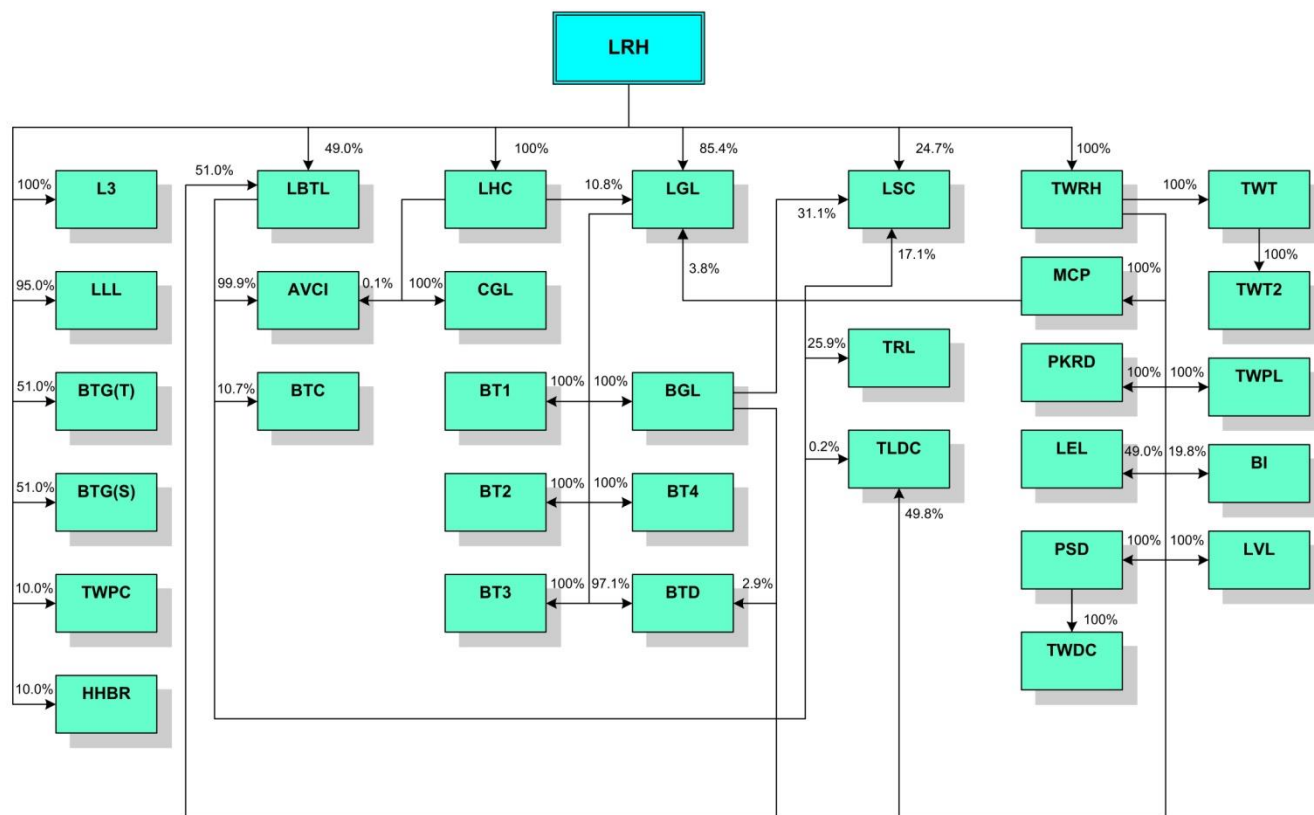 LRH
49.0%
100%
85.4%
24.7%
100%
51.0%
100%
L3
LBTL
LHC
10.8%
LGL
31.1%
LSC
TWRH
100%
TWT
3.8%
17.1%
100%
95.0%
LLL
99.9%
AVCI
0.1%
100%
CGL
MCP
100%
TWT2
25.9%
TRL
51.0%
BTG(T)
10.7%
BTC
BT1
100%
100%
BGL
PKRD
100%
100%
TWPL
51.0%
BTG(S)
BT2
100%
100%
BT4
0.2%
TLDC
49.8%
LEL
49.0%
19.8%
BI
10.0%
TWPC
BT3
100%
97.1%
BTD
2.9%
PSD
100%
100%
LVL
100%
TWDC
10.0%
HHBR